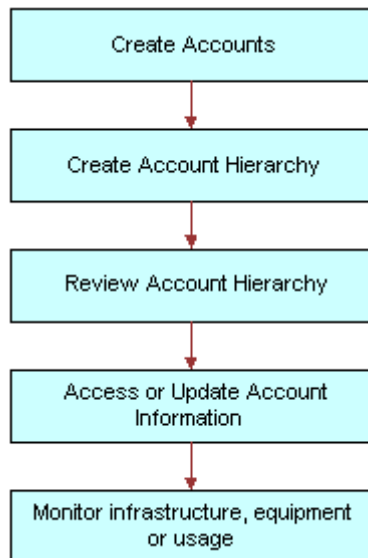 Create Accounts
Create Account Hierarchy
Review Account Hierarchy
Access or Update Account
Information
Monitor infrastructure, equipment
or usage